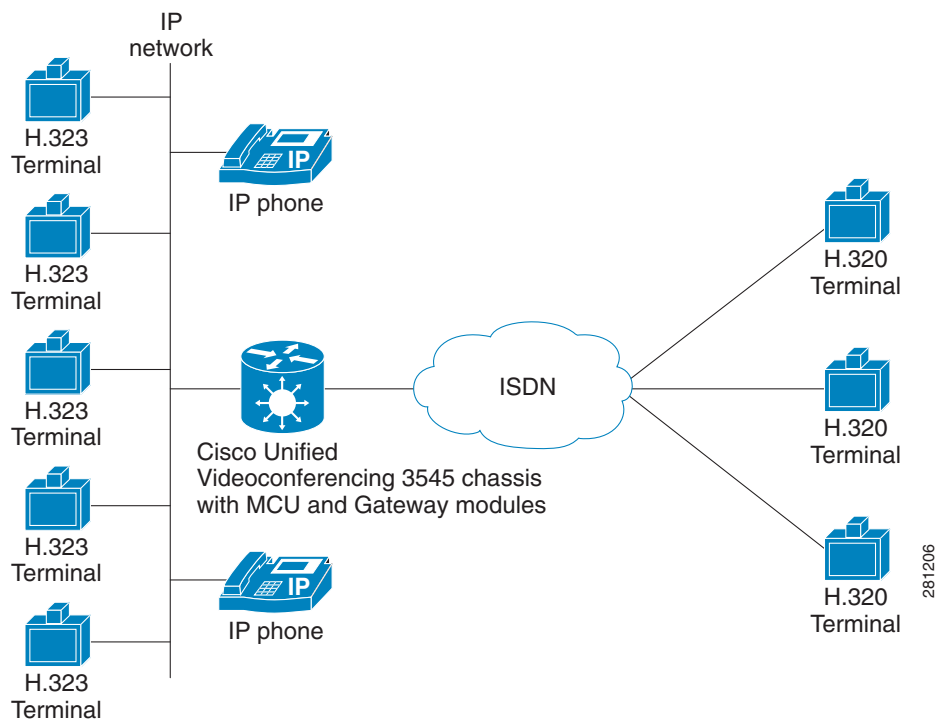 IP
network
H.323
Terminal
IP
IP phone
H.323
Terminal
H.323
Terminal
Cisco Unified
Videoconferencing 3545 chassis
with MCU and Gateway modules
ISDN
H.320
Terminal
H.320
Terminal
H.320
Terminal
H.323
Terminal
IP
IP phone
H.323
Terminal
281206